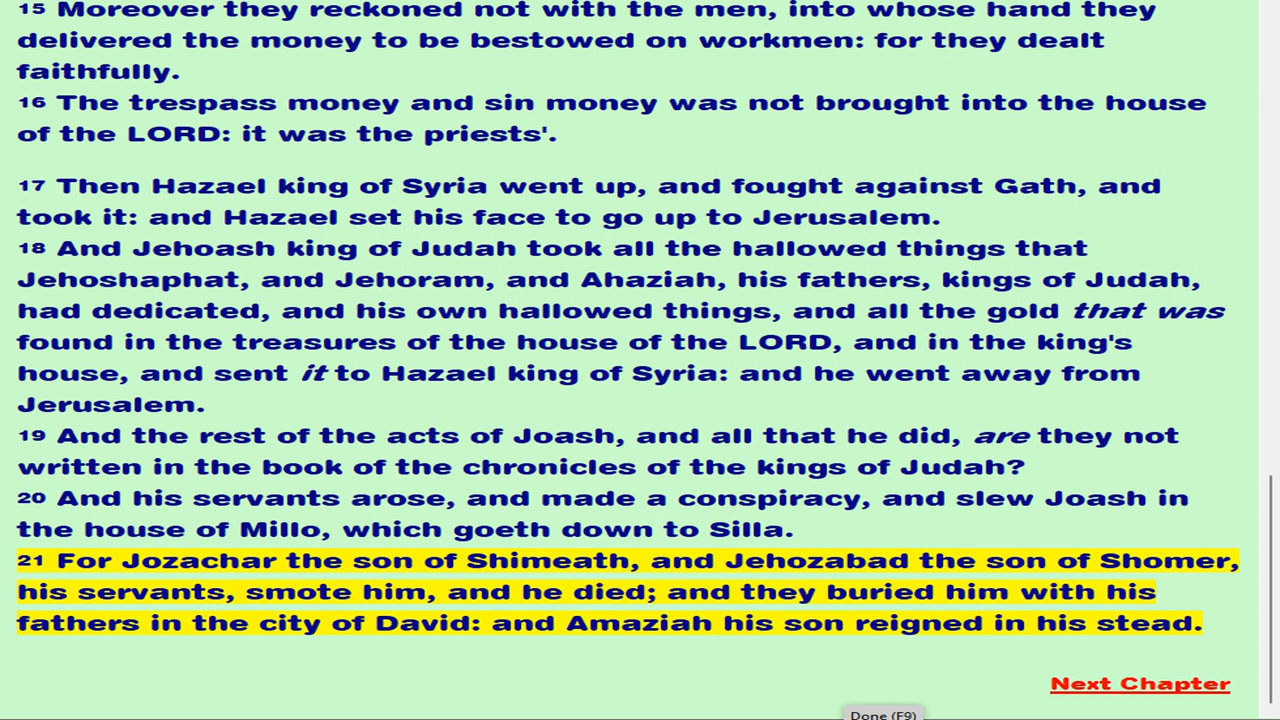 15 Moreover they reckoned not with the men, into whose hand they
delivered the money to be bestowed on workmen: for they dealt
faithfully.
16 The trespass money and sin money was not brought into the house
of the LORD: it was the priests'.
17 Then Hazael king of Syria went up, and fought against Gath, and
took it: and Hazael set his face to go up to Jerusalem.
18 And Jehoash king of Judah took all the hallowed things that
Jehoshaphat, and Jehoram, and Ahaziah, his fathers, kings of Judah,
had dedicated, and his own hallowed things, and all the gold that was
found in the treasures of the house of the LORD, and in the king's
house, and sent it to Hazael king of Syria: and he went away from
Jerusalem.
19 And the rest of the acts of Joash, and all that he did, are they not
written in the book of the chronicles of the kings of Judah?
20 And his servants arose, and made a conspiracy, and slew Joash in
the house of Millo, which goeth down to Silla.
21 For Jozachar the son of Shimeath, and Jehozabad the son of Shomer,
his servants, smote him, and he died; and they buried him with his
fathers in the city of David: and Amaziah his son reigned in his stead.
Next Chapter
Done (F9)